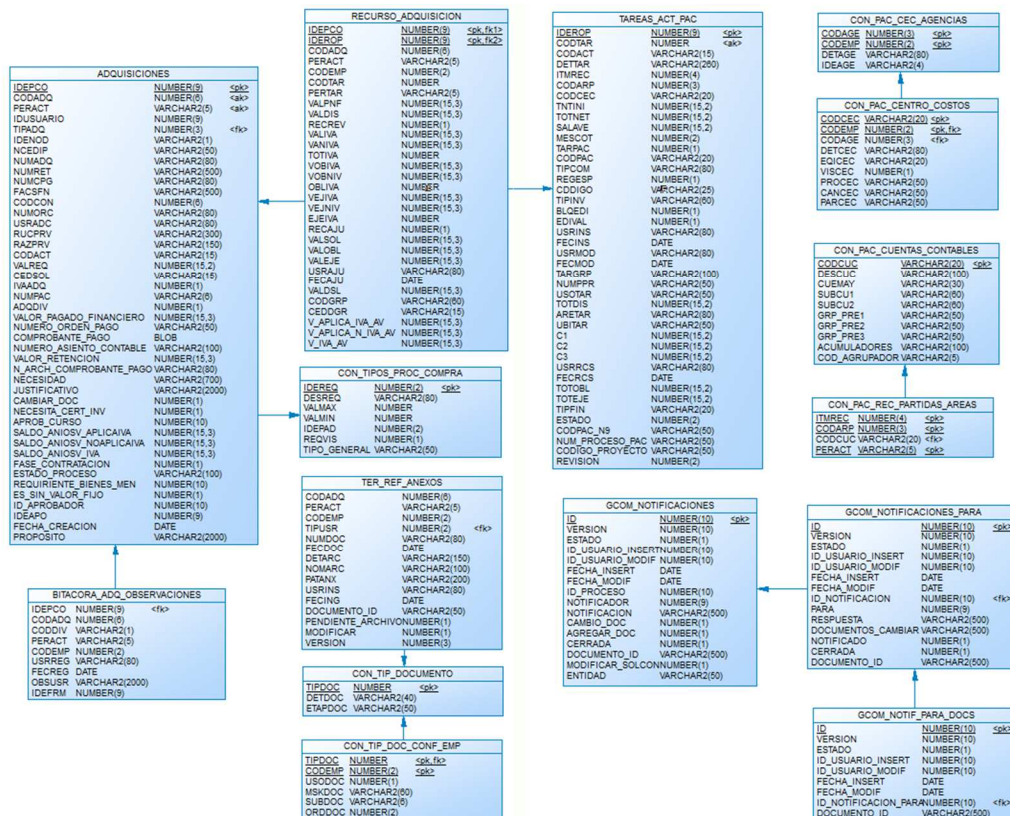 ADQUISICIONES
IDEPCO NUMBER(9) <pk>
CODADQ NUMBER(6) <ak>
PERACT VARCHAR2(5) <ak>
IDUSUARIO NUMBER(9)
TIPADQ NUMBER(3) <fk>
IDENOD VARCHAR2(1)
NCEDIP VARCHAR2(50)
NUMADQ VARCHAR2(80)
NUMRET VARCHAR2(500)
NUMCPG VARCHAR2(80)
FACSFN VARCHAR2(500)
CODCON NUMBER(6)
NUMORC VARCHAR2(80)
USRADC VARCHAR2(80)
RUCPRV VARCHAR2(300)
RAZPRV VARCHAR2(150)
CODACT VARCHAR2(15)
VALREQ NUMBER(15,2)
CEDSOL VARCHAR2(15)
IVAADQ NUMBER(1)
NUMPAC VARCHAR2(6)
ADQDIV NUMBER(1)
VALOR_PAGADO_FINANCIERO NUMBER(15,3)
NUMERO_ORDEN_PAGO VARCHAR2(50)
COMPROBANTE_PAGO BLOB
NUMERO_ASIENTO_CONTABLE VARCHAR2(100)
VALOR_RETENCION NUMBER(15,3)
N_ARCH_COMPROBANTE_PAGO VARCHAR2(80)
NECESIDAD VARCHAR2(700)
JUSTIFICATIVO VARCHAR2(2000)
CAMBIAR_DOC NUMBER(1)
NECESITA_CERT_INV NUMBER(1)
APROB_CURSO NUMBER(10)
SALDO_ANIOSV_APLICAIVA NUMBER(15,3)
SALDO_ANIOSV_NOAPLICAIVA NUMBER(15,3)
SALDO_ANIOSV_IVA NUMBER(15,3)
FASE_CONTRATACION NUMBER(1)
ESTADO_PROCESO VARCHAR2(100)
REQUIRIENTE_BIENES_MEN NUMBER(10)
ES_SIN_VALOR_FIJO NUMBER(1)
ID_APROBADOR NUMBER(10)
IDEAPO NUMBER(9)
FECHA_CREACION DATE
PROPOSITO VARCHAR2(2000)
BITACORA_ADQ_OBSERVACIONES
IDEPCO NUMBER(9) <fk>
CODADQ NUMBER(6)
CODDIV VARCHAR2(1)
PERACT VARCHAR2(5)
CODEMP NUMBER(2)
USRREG VARCHAR2(80)
FECREG DATE
OBSUSR VARCHAR2(2000)
IDEFRM NUMBER(9)
RECURSO_ADQUISICION
IDEPCO NUMBER(9) <pk,fk1>
IDEROP NUMBER(9) <pk,fk2>
CODADQ NUMBER(6)
PERACT VARCHAR2(5)
CODEMP NUMBER(2)
CODTAR NUMBER
PERTAR VARCHAR2(5)
VALPNF NUMBER(15,3)
VALDIS NUMBER(15,3)
RECREV NUMBER(1)
VALIVA NUMBER(15,3)
VANIVA NUMBER(15,3)
TOTIVA NUMBER
VOBIVA NUMBER(15,3)
VOBNIV NUMBER(15,3)
OBLIVA NUMBER
VEJIVA NUMBER(15,3)
VEJNIV NUMBER(15,3)
EJEIVA NUMBER
RECAJU NUMBER(1)
VALSOL NUMBER(15,3)
VALOBL NUMBER(15,3)
VALEJE NUMBER(15,3)
USRAJU VARCHAR2(80)
FECAJU DATE
VALDSL NUMBER(15,3)
CODGRP VARCHAR2(60)
CEDDGR VARCHAR2(15)
V_APLICA_IVA_AV NUMBER(15,3)
V_APLICA_N_IVA_AV NUMBER(15,3)
V_IVA_AV NUMBER(15,3)
CON_TIPOS_PROC_COMPRA
IDEREQ NUMBER(2) <pk>
DESREQ VARCHAR2(80)
VALMAX NUMBER
VALMIN NUMBER
IDEPAD NUMBER(2)
REQVIS NUMBER(1)
TIPO_GENERAL VARCHAR2(50)
TER_REF_ANEXOS
CODADQ NUMBER(6)
PERACT VARCHAR2(5)
CODEMP NUMBER(2)
TIPUSR NUMBER(2) <fk>
NUMDOC VARCHAR2(80)
FECDOC DATE
DETARC VARCHAR2(150)
NOMARC VARCHAR2(100)
PATANX VARCHAR2(200)
USRINS VARCHAR2(80)
FECING DATE
DOCUMENTO_ID VARCHAR2(50)
PENDIENTE_ARCHIVO NUMBER(1)
MODIFICAR NUMBER(1)
VERSION NUMBER(3)
CON_TIP_DOCUMENTO
TIPDOC NUMBER <pk>
DETDOC VARCHAR2(40)
ETAPDOC VARCHAR2(50)
CON_TIP_DOC_CONF_EMP
TIPDOC NUMBER <pk,fk>
CODEMP NUMBER(2) <pk>
USODOC NUMBER(1)
MSKDOC VARCHAR2(60)
SUBDOC VARCHAR2(6)
ORDDOC NUMBER(2)
TAREAS_ACT_PAC
IDEROP NUMBER(9) <pk>
CODTAR NUMBER <ak>
CODACT VARCHAR2(15)
DETTAR VARCHAR2(260)
ITMREC NUMBER(4)
CODARP NUMBER(3)
CODCEC VARCHAR2(20)
TNTINI NUMBER(15,2)
TOTNET NUMBER(15,2)
SALAVE NUMBER(15,2)
MESCOT NUMBER(2)
TARPAC NUMBER(1)
CODPAC VARCHAR2(20)
TIPCOM VARCHAR2(80)
REGESP NUMBER(1)
CDDIGO VARCHAR2(25)
TIPINV VARCHAR2(60)
BLQEDI NUMBER(1)
EDIVAL NUMBER(1)
USRINS VARCHAR2(80)
FECINS DATE
USRMOD VARCHAR2(80)
FECMOD DATE
TARGRP VARCHAR2(100)
NUMPPR VARCHAR2(50)
USOTAR VARCHAR2(50)
TOTDIS NUMBER(15,2)
ARETAR VARCHAR2(80)
UBITAR VARCHAR2(50)
C1 NUMBER(15,2)
C2 NUMBER(15,2)
C3 NUMBER(15,2)
USRRCS VARCHAR2(80)
FECRCS DATE
TOTOBL NUMBER(15,2)
TOTEJE NUMBER(15,2)
TIPFIN VARCHAR2(20)
ESTADO NUMBER(2)
CODPAC_N9 VARCHAR2(50)
NUM_PROCESO_PAC VARCHAR2(50)
CODIGO_PROYECTO VARCHAR2(50)
REVISION NUMBER(2)
GCOM_NOTIFICACIONES
ID NUMBER(10) <pk>
VERSION NUMBER(10)
ESTADO NUMBER(1)
ID_USUARIO_INSERT NUMBER(10)
ID_USUARIO_MODIF NUMBER(10)
FECHA_INSERT DATE
FECHA_MODIF DATE
ID_PROCESO NUMBER(10)
NOTIFICADOR NUMBER(9)
NOTIFICACION VARCHAR2(500)
CAMBIO_DOC NUMBER(1)
AGREGAR_DOC NUMBER(1)
CERRADA NUMBER(1)
DOCUMENTO_ID VARCHAR2(500)
MODIFICAR_SOLCON NUMBER(1)
ENTIDAD VARCHAR2(50)
CON_PAC_CEC_AGENCIAS
CODAGE NUMBER(3) <pk>
CODEMP NUMBER(2) <pk>
DETAGE VARCHAR2(80)
IDEAGE VARCHAR2(4)
CON_PAC_CENTRO_COSTOS
CODCEC VARCHAR2(20) <pk>
CODEMP NUMBER(2) <pk,fk>
CODAGE NUMBER(3) <fk>
DETCEC VARCHAR2(80)
EQICEC VARCHAR2(20)
VISCEC NUMBER(1)
PROCEC VARCHAR2(50)
CANCEC VARCHAR2(50)
PARCEC VARCHAR2(50)
CON_PAC_CUENTAS_CONTABLES
CODCUC VARCHAR2(20) <pk>
DESCUC VARCHAR2(100)
CUEMAY VARCHAR2(30)
SUBCU1 VARCHAR2(60)
SUBCU2 VARCHAR2(60)
GRP_PRE1 VARCHAR2(50)
GRP_PRE2 VARCHAR2(50)
GRP_PRE3 VARCHAR2(50)
ACUMULADORES VARCHAR2(100)
COD_AGRUPADOR VARCHAR2(5)
CON_PAC_REC_PARTIDAS_AREAS
ITMREC NUMBER(4) <pk>
CODARP NUMBER(3) <pk>
CODCUC VARCHAR2(20) <fk>
PERACT VARCHAR2(5) <pk>
GCOM_NOTIFICACIONES_PARA
ID NUMBER(10) <pk>
VERSION NUMBER(10)
ESTADO NUMBER(1)
ID_USUARIO_INSERT NUMBER(10)
ID_USUARIO_MODIF NUMBER(10)
FECHA_INSERT DATE
FECHA_MODIF DATE
ID_NOTIFICACION NUMBER(10) <fk>
PARA NUMBER(9)
RESPUESTA VARCHAR2(500)
DOCUMENTOS_CAMBIAR VARCHAR2(500)
NOTIFICADO NUMBER(1)
CERRADA NUMBER(1)
DOCUMENTO_ID VARCHAR2(500)
GCOM_NOTIF_PARA_DOCS
ID NUMBER(10) <pk>
VERSION NUMBER(10)
ESTADO NUMBER(1)
ID_USUARIO_INSERT NUMBER(10)
ID_USUARIO_MODIF NUMBER(10)
FECHA_INSERT DATE
FECHA_MODIF DATE
ID_NOTIFICACION_PARA NUMBER(10) <fk>
DOCUMENTO_ID VARCHAR2(500)